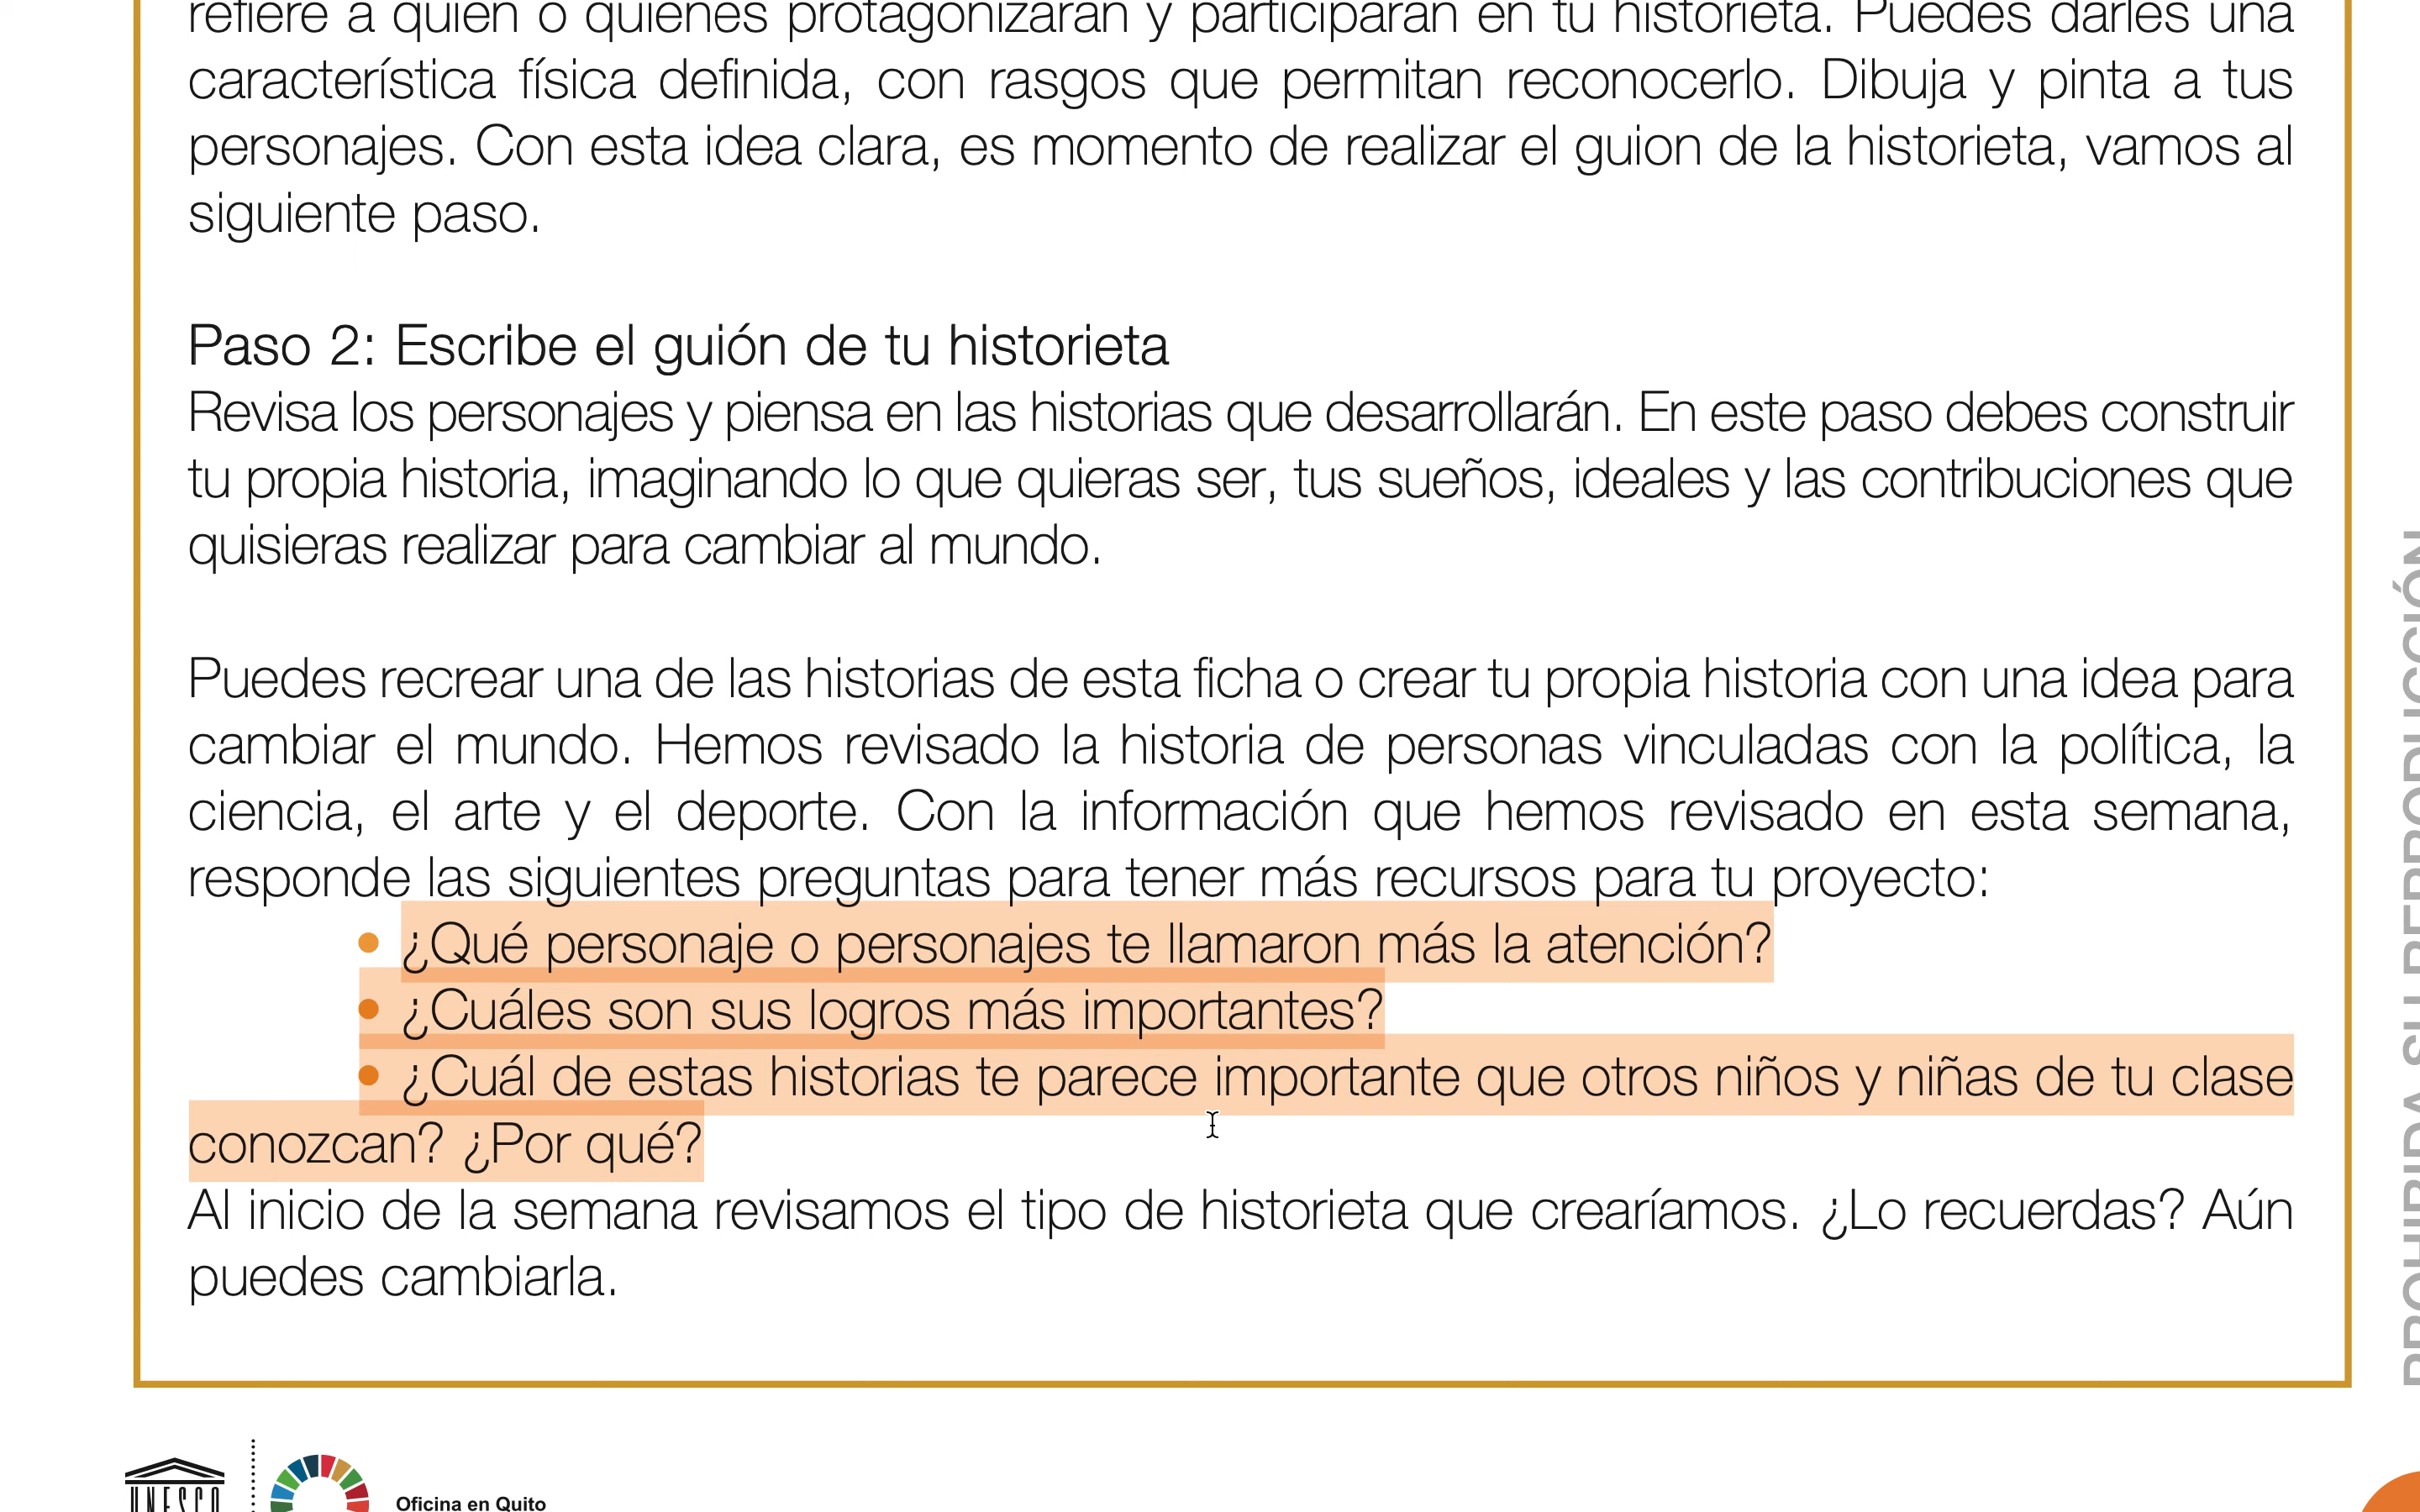 refiere a quien o quienes protagonizarán y participarán en tu historieta. Puedes darles una
característica física definida, con rasgos que permitan reconocerlo. Dibuja y pinta a tus
personajes. Con esta idea clara, es momento de realizar el guion de la historieta, vamos al
siguiente paso.
Paso 2: Escribe el guión de tu historieta
Revisa los personajes y piensa en las historias que desarrollarán. En este paso debes construir
tu propia historia, imaginando lo que quieras ser, tus sueños, ideales y las contribuciones que
quisieras realizar para cambiar al mundo.
Puedes recrear una de las historias de esta ficha o crear tu propia historia con una idea para
cambiar el mundo. Hemos revisado la historia de personas vinculadas con la política, la
ciencia, el arte y el deporte. Con la información que hemos revisado en esta semana,
responde las siguientes preguntas para tener más recursos para tu proyecto:
• ¿Qué personaje o personajes te llamaron más la atención?
• ¿Cuáles son sus logros más importantes?
• ¿Cuál de estas historias te parece importante que otros niños y niñas de tu clase
conozcan? ¿Por qué?
Al inicio de la semana revisamos el tipo de historieta que crearíamos. ¿Lo recuerdas? Aún
puedes cambiarla.
PROHIBIDA SU REPRODUCCIÓN
UNESCO
Oficina en Quito